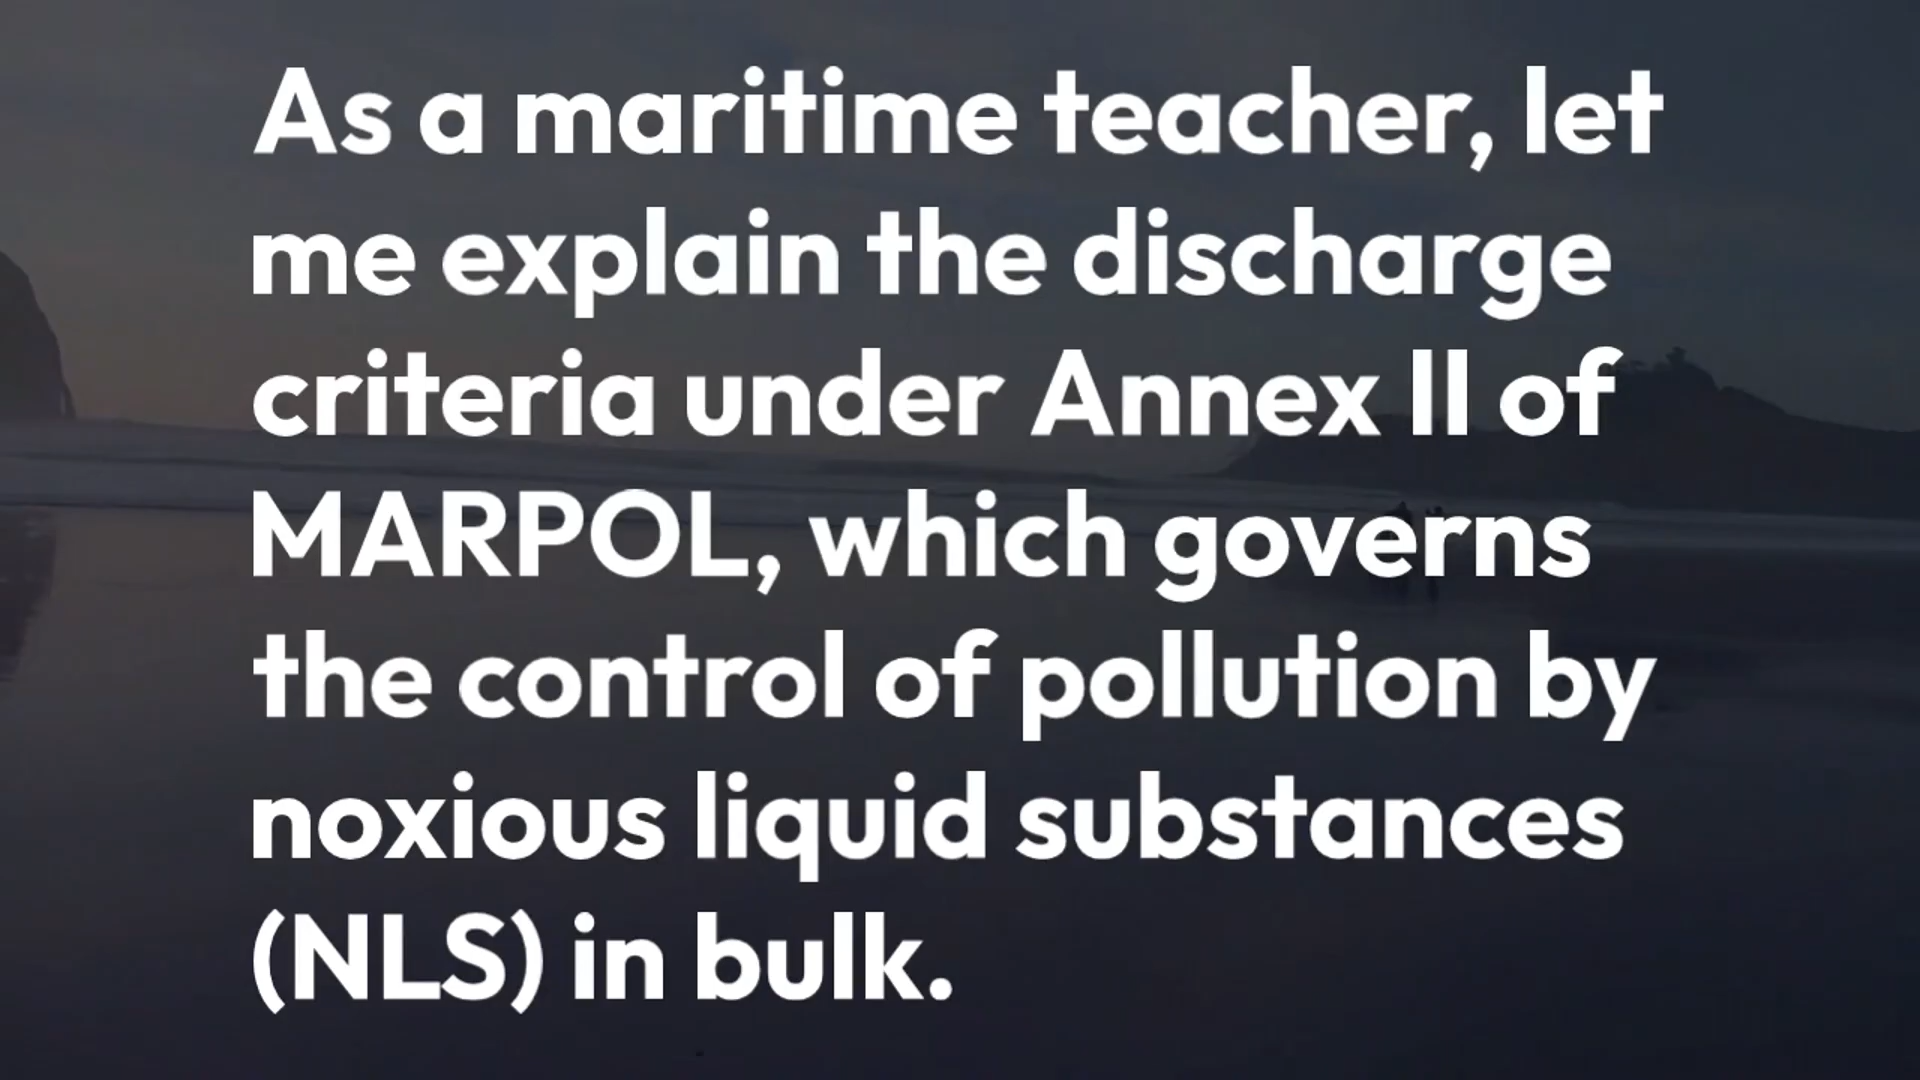 As a maritime teacher, let
me explain the discharge
criteria under Annex II of
MARPOL, which governs
the control of pollution by
noxious liquid substances
(NLS) in bulk.